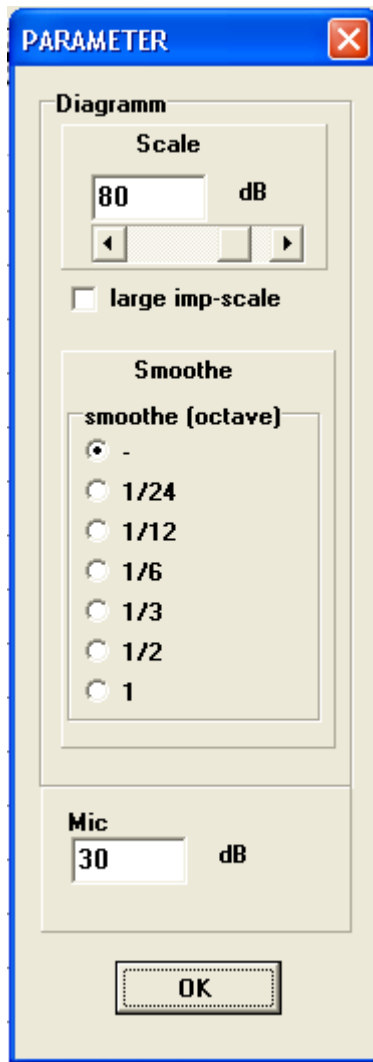 PARAMETER
Diagramm
Scale
80 dB
large imp-scale
Smoothe
smoothe (octave)
-
1/24
1/12
1/6
1/3
1/2
1
Mic
30 dB
OK